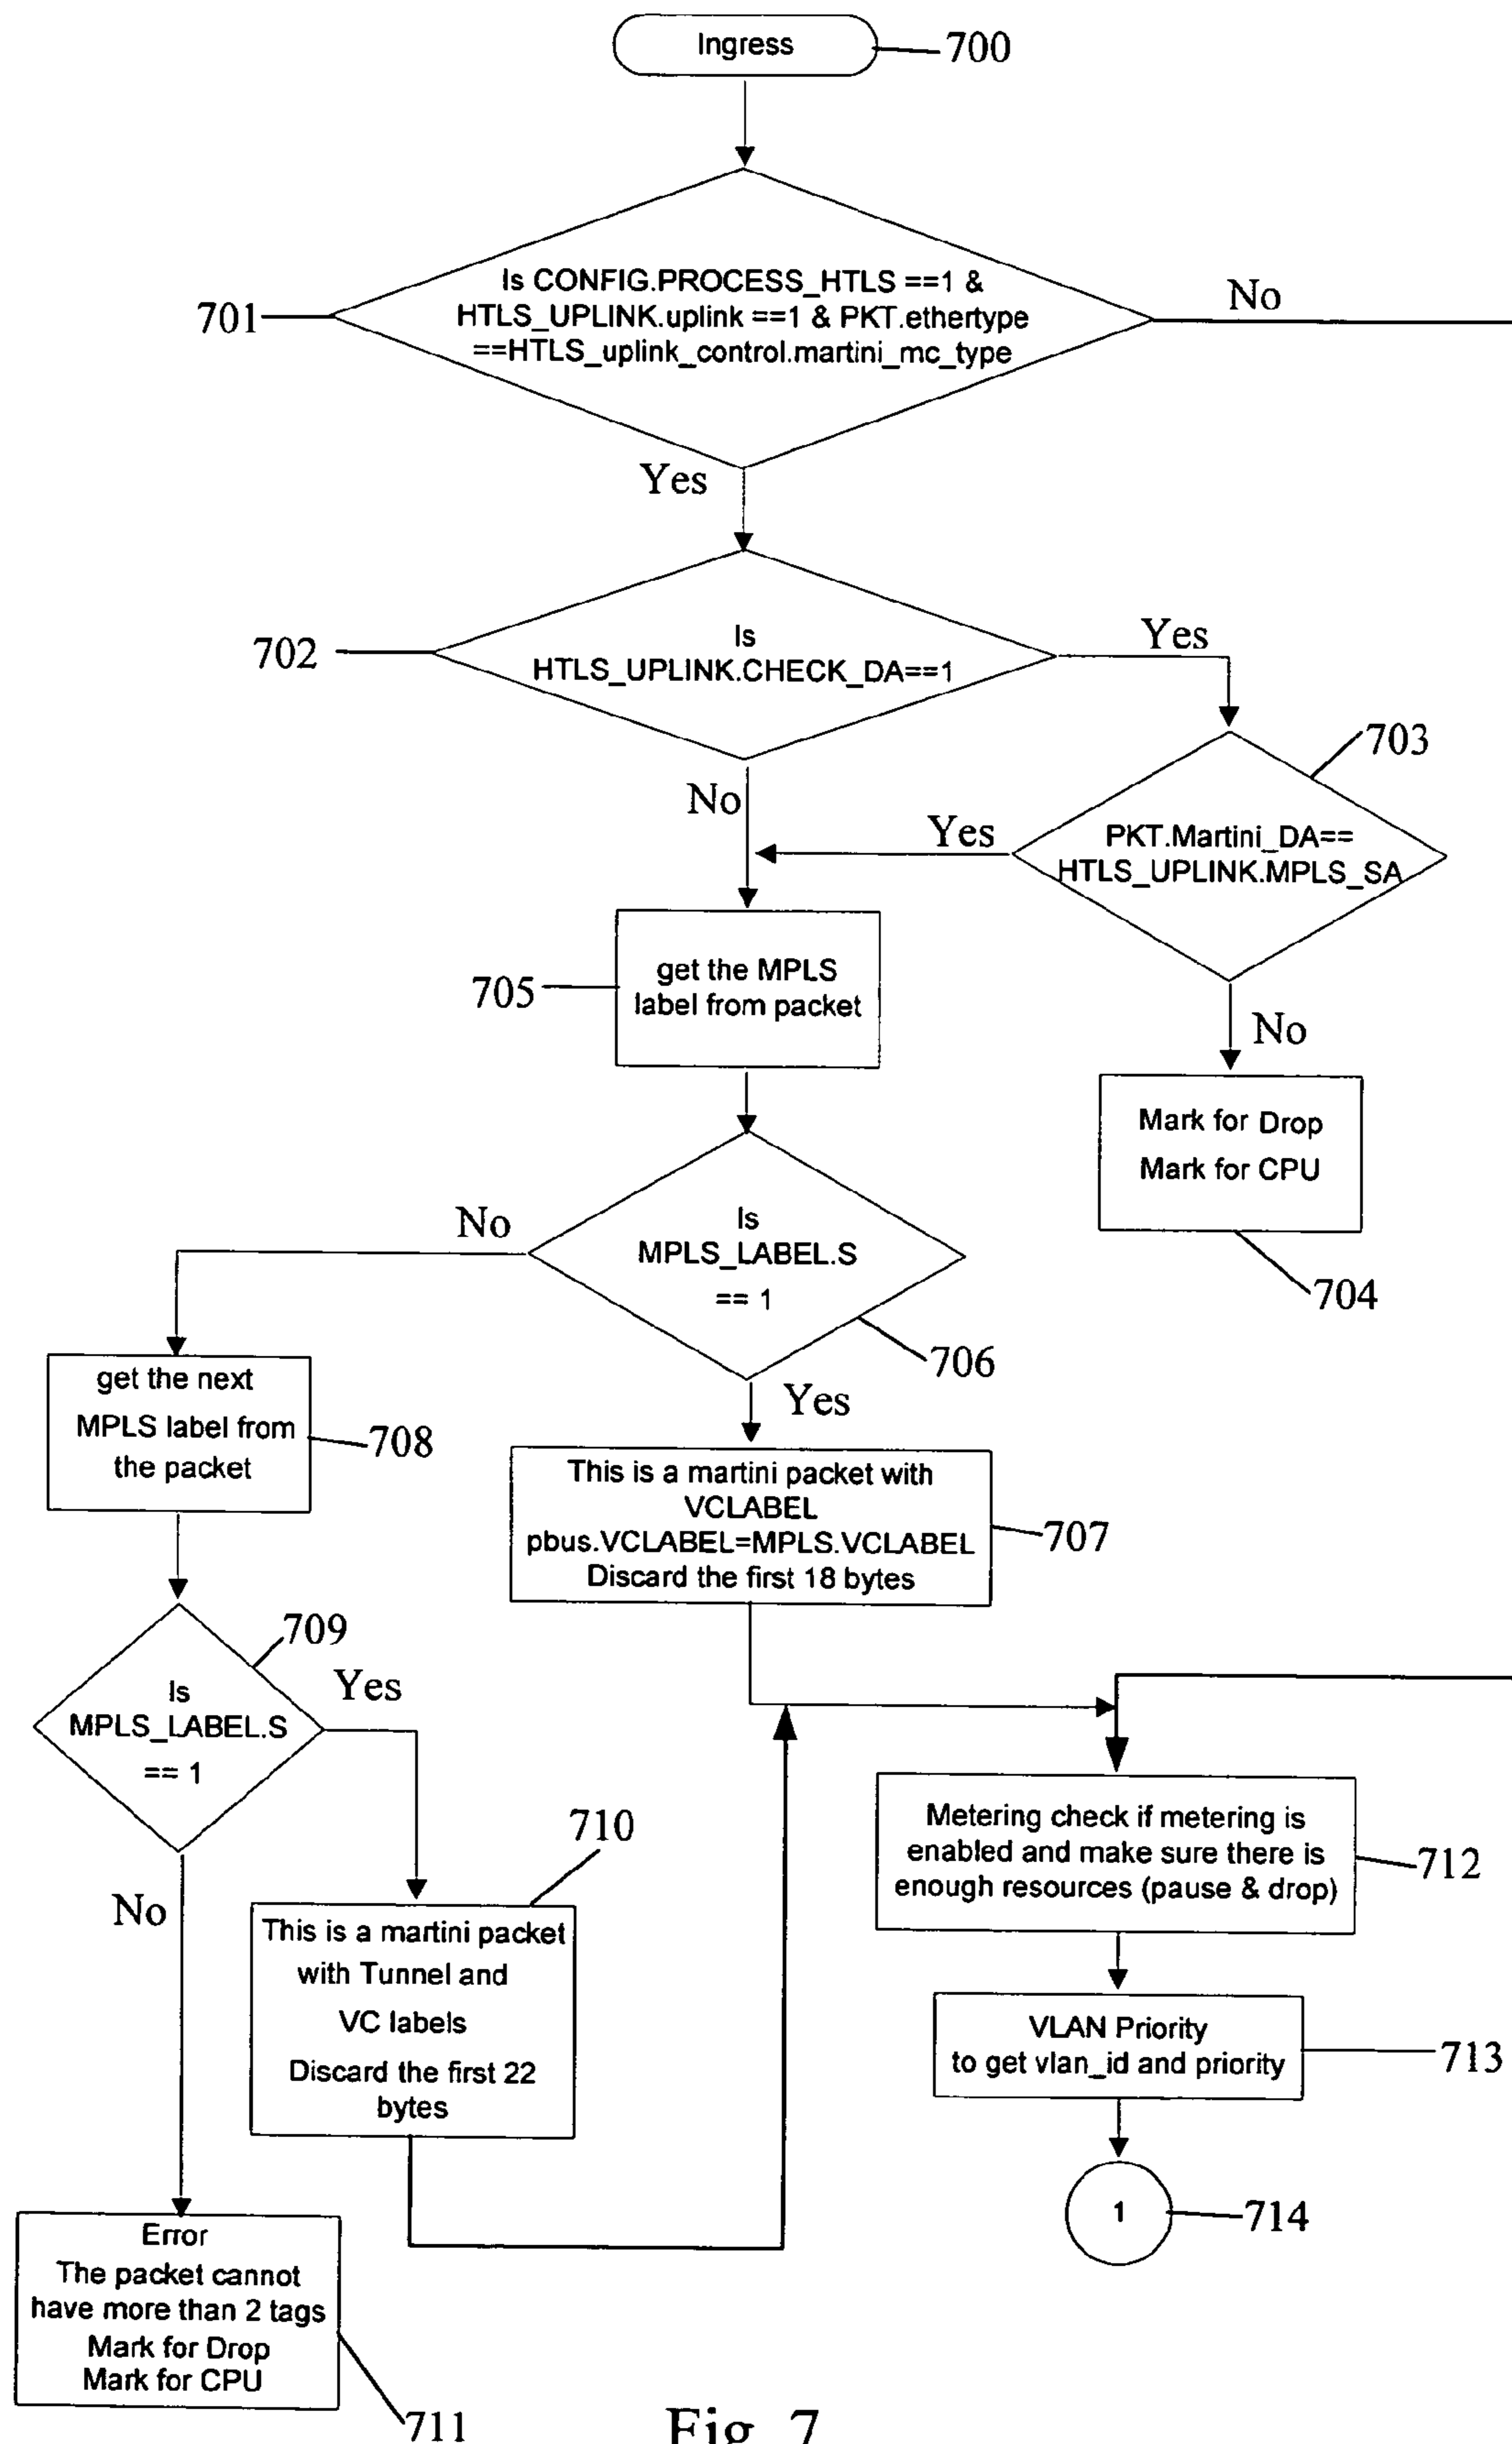 Ingress
700
Is CONFIG.PROCESS_HTLS ==1 &
HTLS_UPLINK.uplink ==1 & PKT.ethertype
==HTLS_uplink_control.martini_mc_type
701
No
Yes
Is
HTLS_UPLINK.CHECK_DA==1
702
Yes
703
No
PKT.Martini_DA==
HTLS_UPLINK.MPLS_SA
Yes
get the MPLS
label from packet
705
No
Mark for Drop
Mark for CPU
704
Is
MPLS_LABEL.S
== 1
No
706
Yes
get the next
MPLS label from
the packet
708
This is a martini packet with
VCLABEL
pbus.VCLABEL=MPLS.VCLABEL
Discard the first 18 bytes
707
709
Is
MPLS_LABEL.S
== 1
Yes
710
No
This is a martini packet
with Tunnel and
VC labels
Discard the first 22
bytes
Metering check if metering is
enabled and make sure there is
enough resources (pause & drop)
712
VLAN Priority
to get vlan_id and priority
713
1
714
Error
The packet cannot
have more than 2 tags
Mark for Drop
Mark for CPU
711
Fig. 7